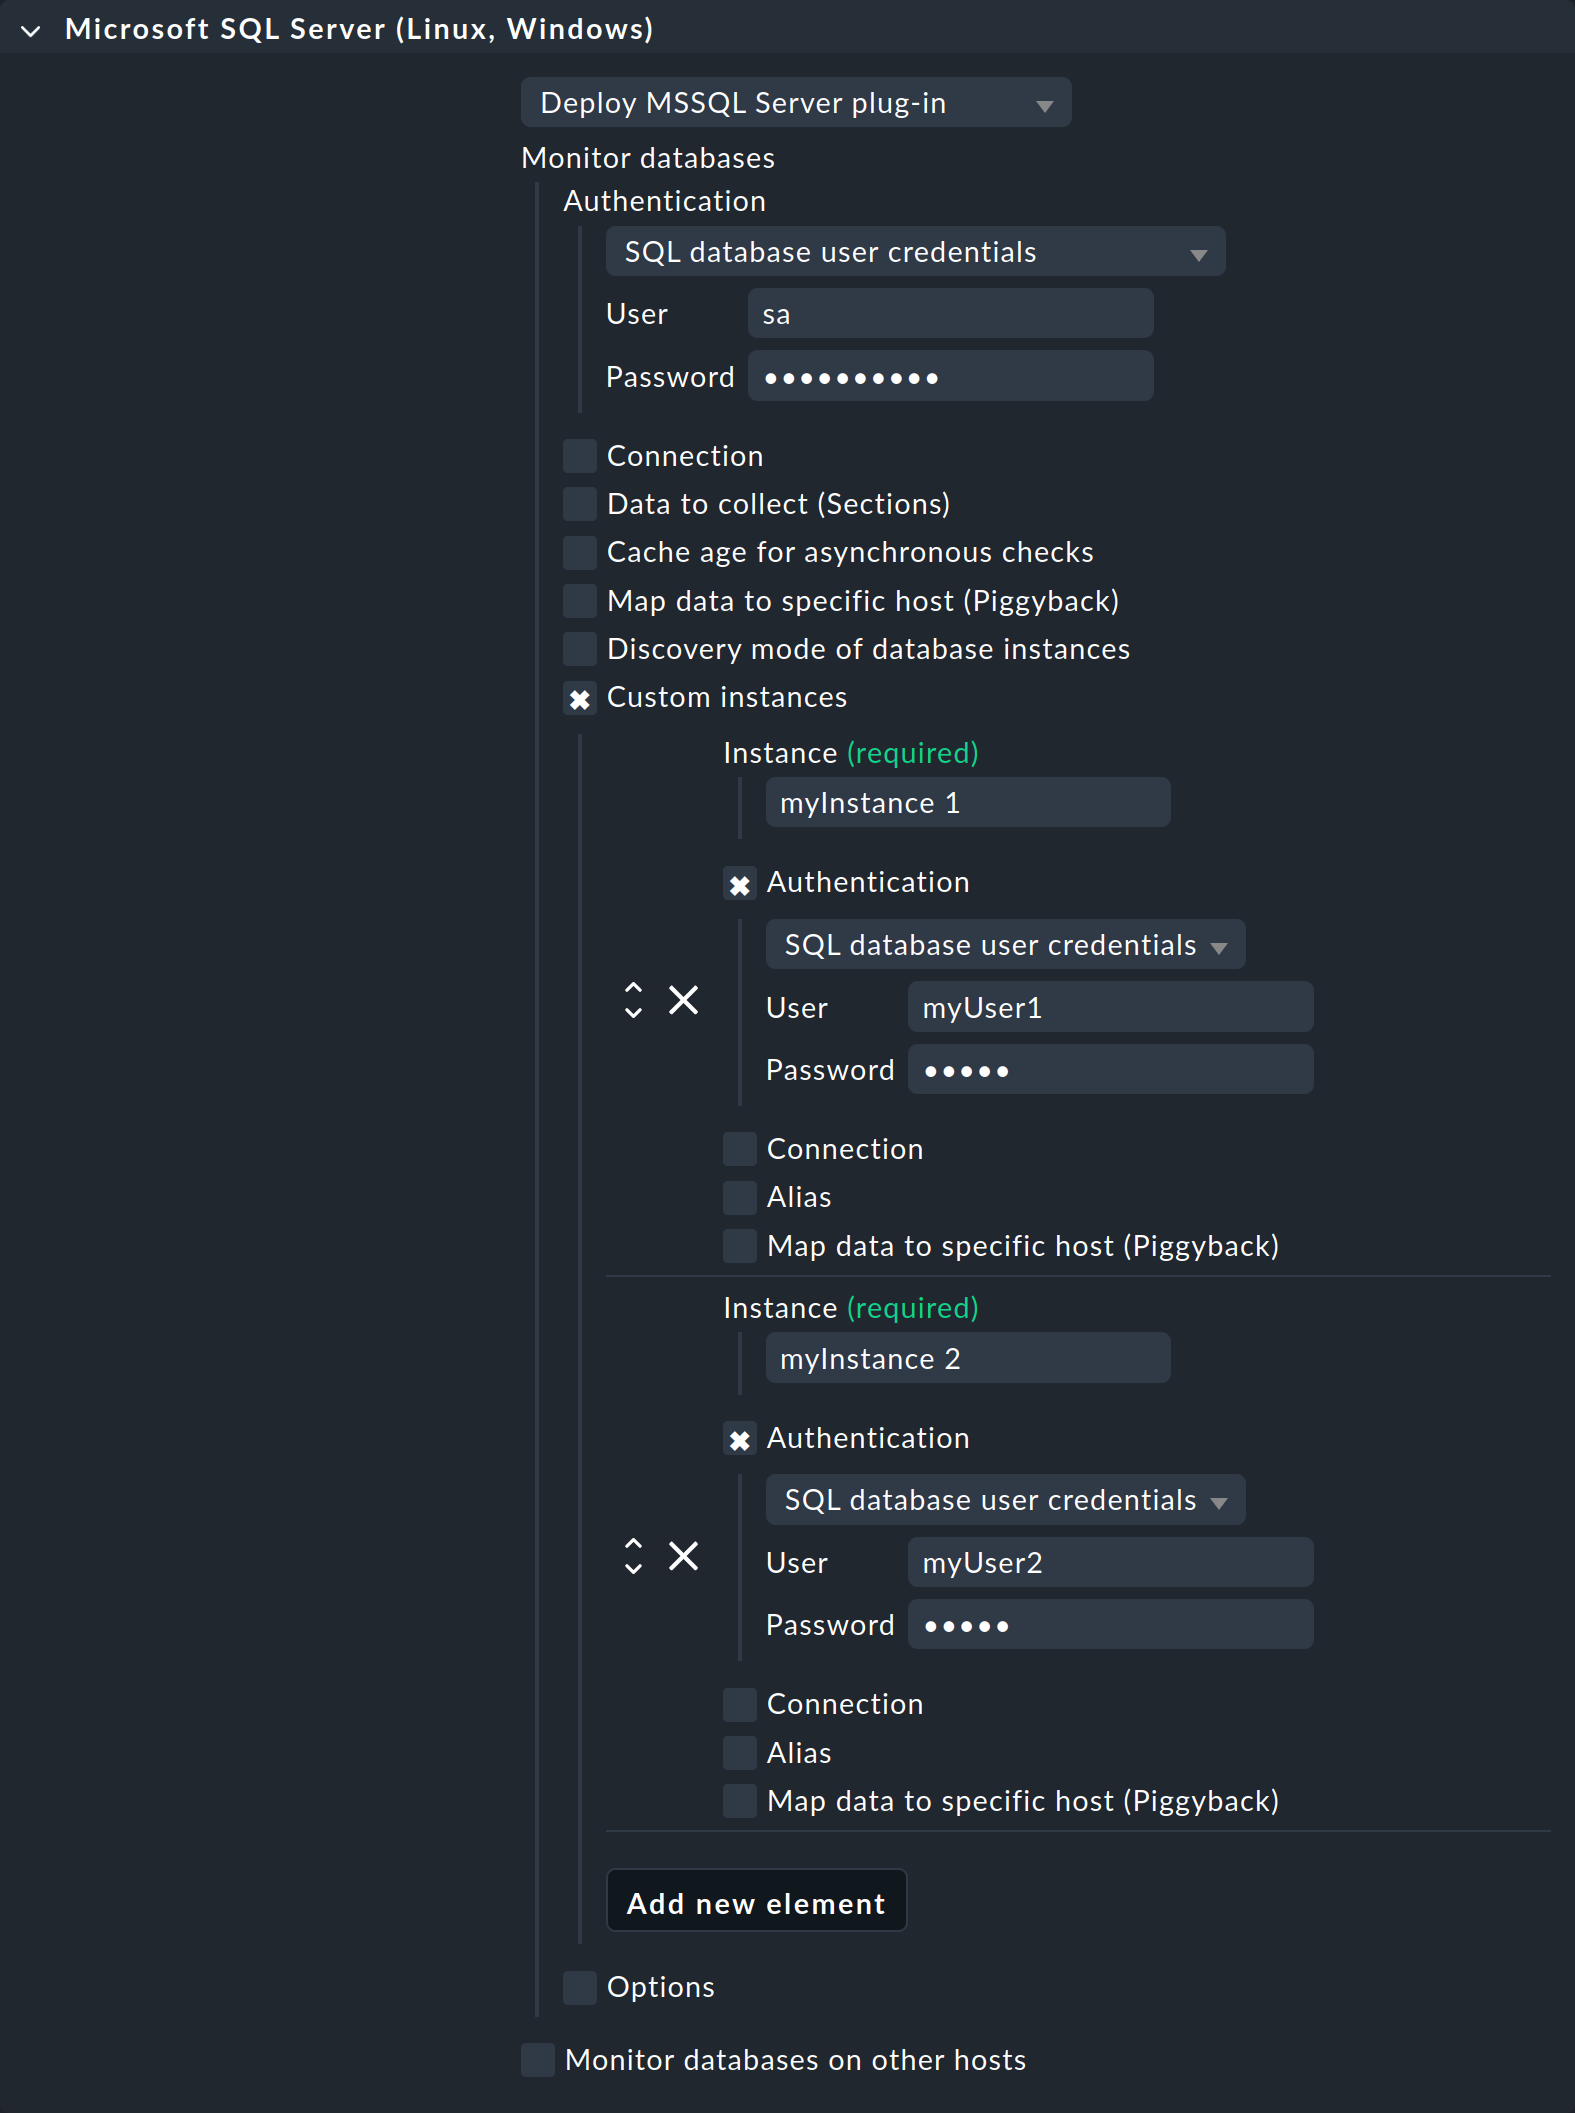 Microsoft SQL Server (Linux, Windows)
Deploy MSSQL Server plug-in
Monitor databases
Authentication
SQL database user credentials
User sa
Password ●●●●●●●●●●
Connection
Data to collect (Sections)
Cache age for asynchronous checks
Map data to specific host (Piggyback)
Discovery mode of database instances
Custom instances
Instance (required)
myInstance 1
Authentication
SQL database user credentials
User myUser1
Password ●●●●●
Connection
Alias
Map data to specific host (Piggyback)
Instance (required)
myInstance 2
Authentication
SQL database user credentials
User myUser2
Password ●●●●●
Connection
Alias
Map data to specific host (Piggyback)
Add new element
Options
Monitor databases on other hosts